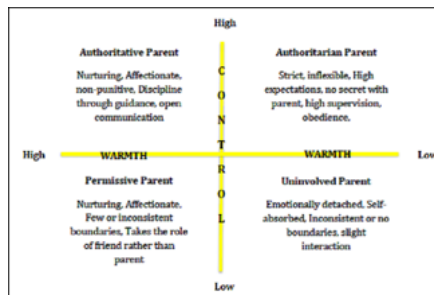 High
Authoritative Parent
Nurturing, Affectionate,
non-punitive, Discipline
through guidance, open
communication
Authoritarian Parent
Strict, inflexible, High
expectations, no secret with
parent, high supervision,
obedience.
CONTROL
High
WARMTH
WARMTH
Low
Permissive Parent
Nurturing, Affectionate.
Few or inconsistent
boundaries, Takes the role
of friend rather than
parent
Uninvolved Parent
Emotionally detached, Self-
absorbed, Inconsistent or no
boundaries, slight
interaction
Low